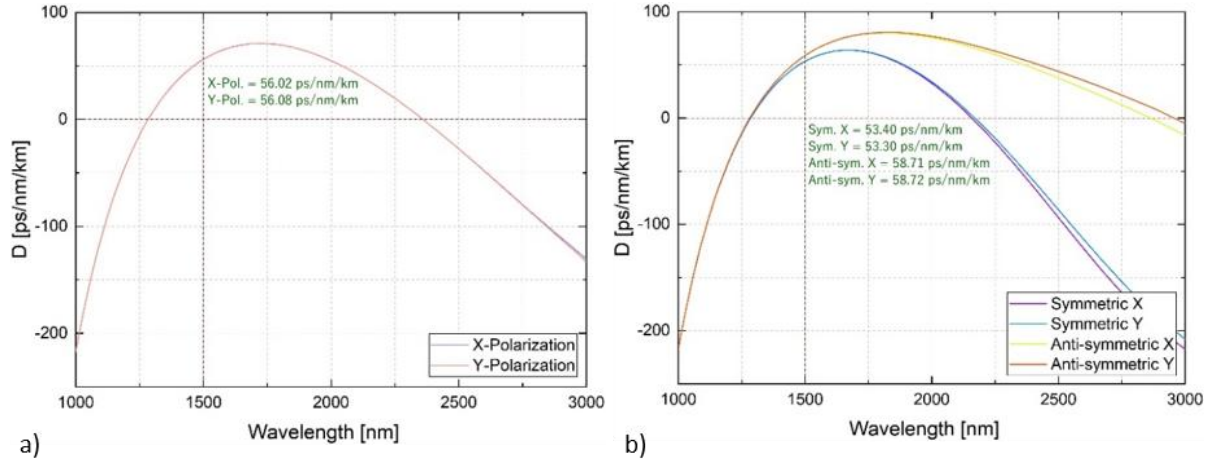 100
0
-100
-200
D [ps/nm/km]
X-Pol. = 56.02 ps/nm/km
Y-Pol. = 56.08 ps/nm/km
X-Polarization
Y-Polarization
1000 1500 2000 2500 3000
Wavelength [nm]
a)
100
0
-100
-200
D [ps/nm/km]
Sym. X = 53.40 ps/nm/km
Sym. Y = 53.30 ps/nm/km
Anti-sym. X = 58.71 ps/nm/km
Anti-sym. Y = 58.72 ps/nm/km
Symmetric X
Symmetric Y
Anti-symmetric X
Anti-symmetric Y
1000 1500 2000 2500 3000
Wavelength [nm]
b)